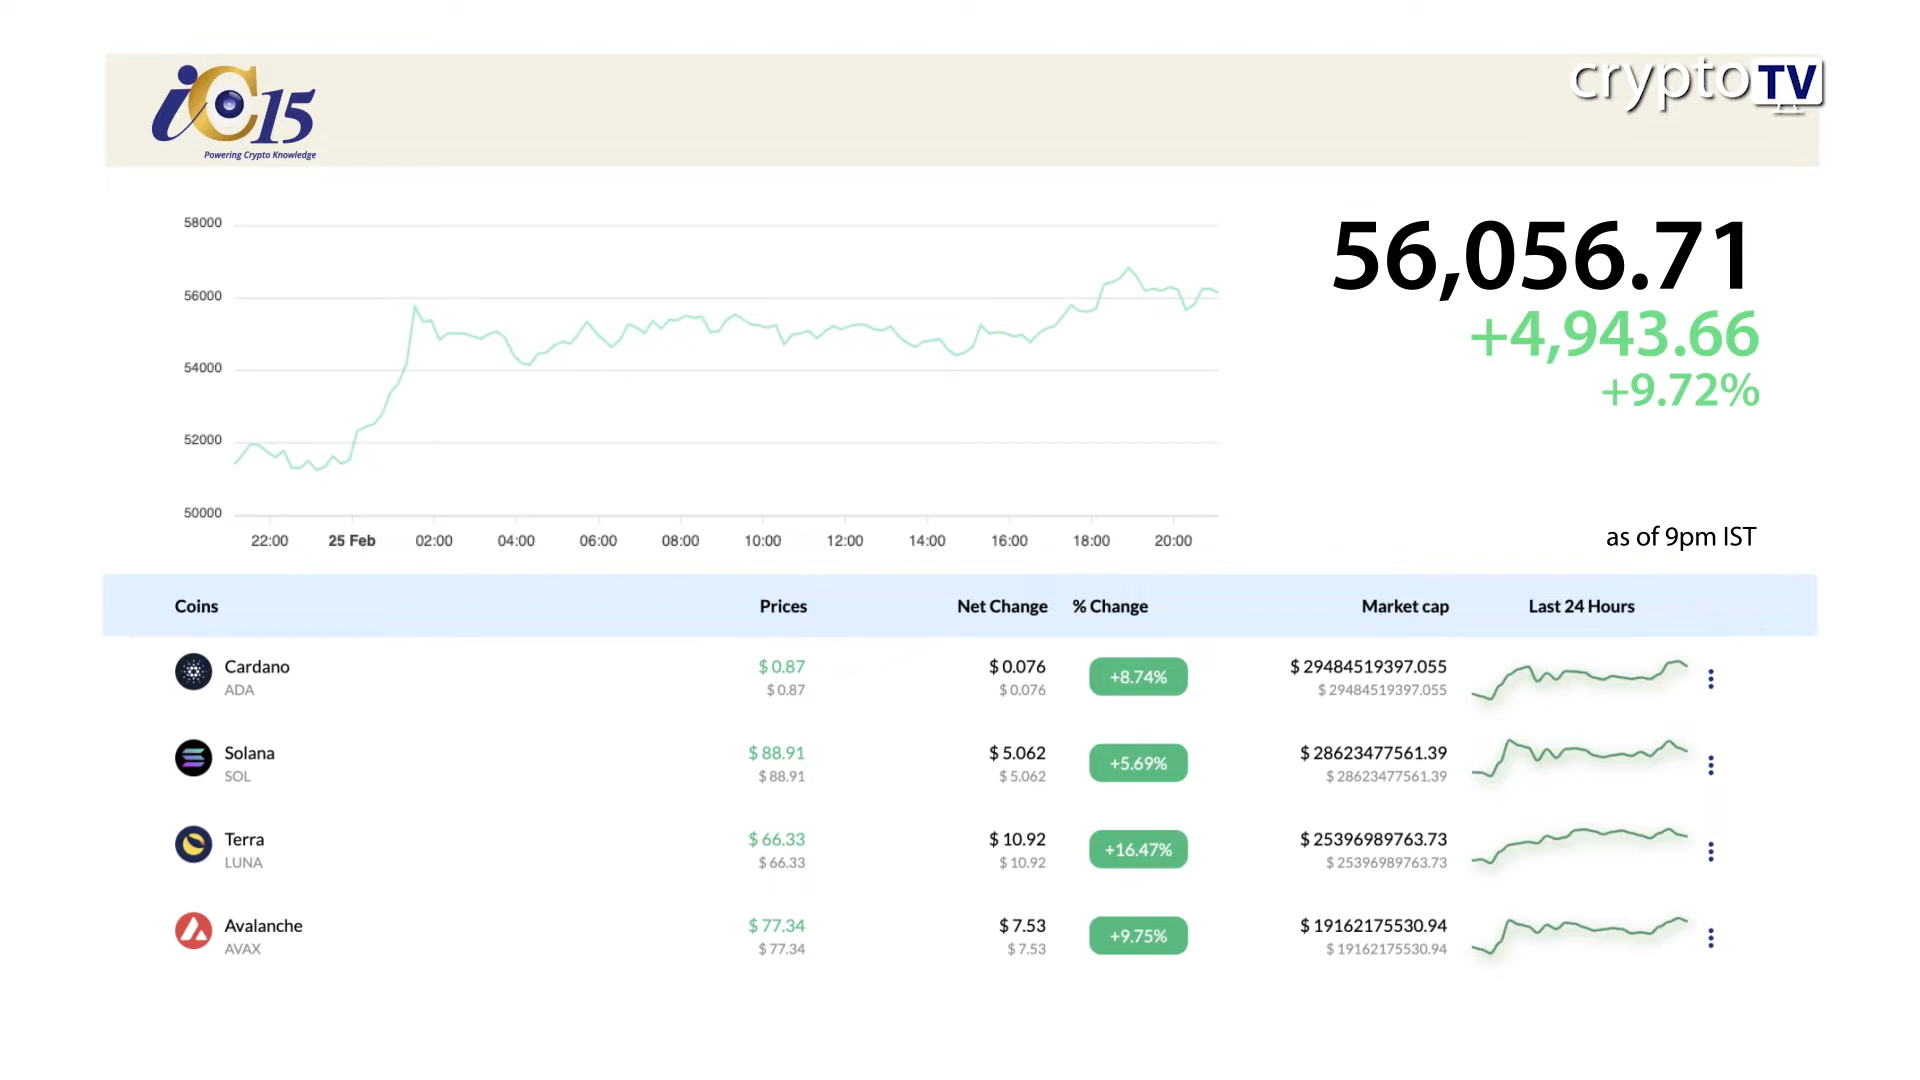 iC15
Powering Crypto Knowledge
cryptoTV
58000
56000
54000
52000
50000
22:00 25 Feb 02:00 04:00 06:00 08:00 10:00 12:00 14:00 16:00 18:00 20:00
56,056.71
+4,943.66
+9.72%
as of 9pm IST
Coins Prices Net Change % Change Market cap Last 24 Hours
Cardano $ 0.87 $ 0.076 +8.74% $ 29484519397.055
ADA $ 0.87 $ 0.076 $ 29484519397.055
Solana $ 88.91 $ 5.062 +5.69% $ 28623477561.39
SOL $ 88.91 $ 5.062 $ 28623477561.39
Terra $ 66.33 $ 10.92 +16.47% $ 25396989763.73
LUNA $ 66.33 $ 10.92 $ 25396989763.73
Avalanche $ 77.34 $ 7.53 +9.75% $ 19162175530.94
AVAX $ 77.34 $ 7.53 $ 19162175530.94